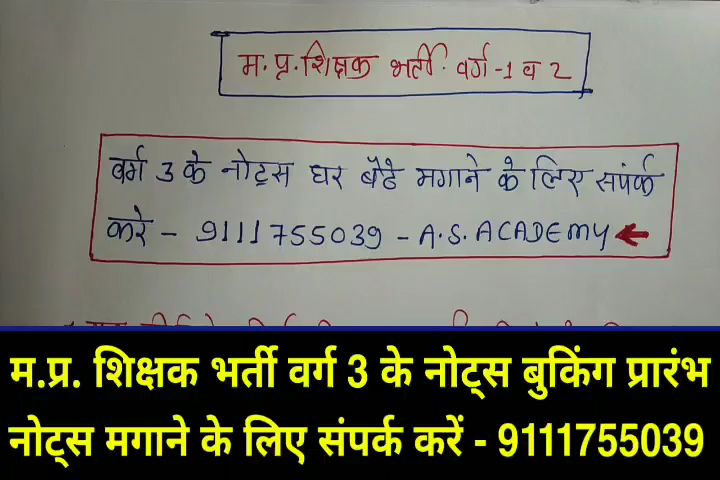 म.प्र.शिक्षक भर्ती. वर्ग -1 व 2
वर्ग 3 के नोट्स घर बैठे मगाने के लिए संपर्क
करे - 9111755039 - A.S. ACADEMY
म.प्र. शिक्षक भर्ती वर्ग 3 के नोट्स बुकिंग प्रारंभ
नोट्स मगाने के लिए संपर्क करें - 9111755039